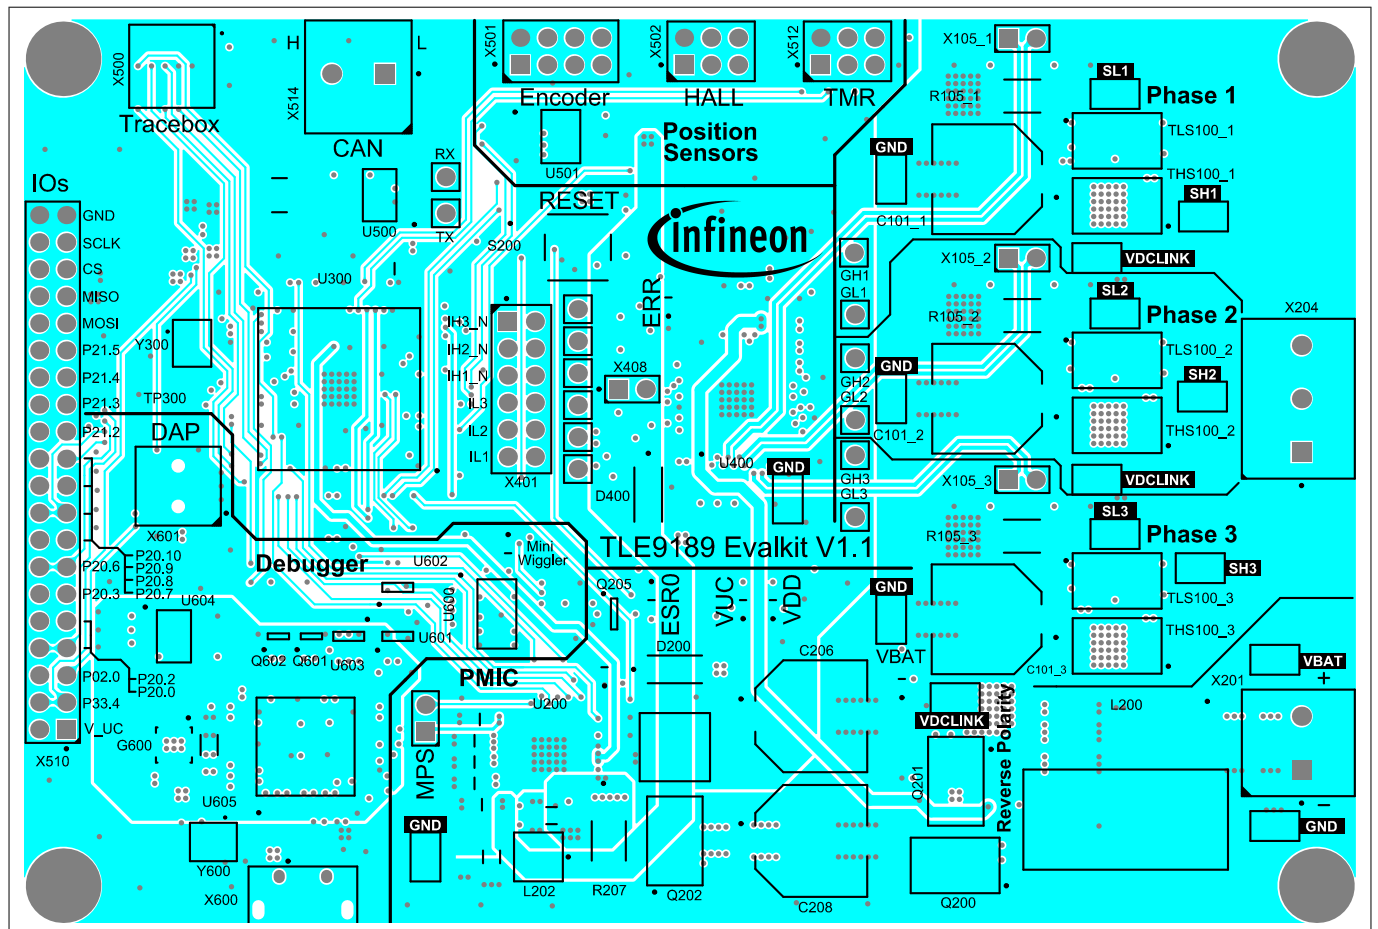 X500
Tracebox
H
L
X514
CAN
X501
Encoder
X502
HALL
X512
TMR
Position
Sensors
U501
RX
TX
U500
RESET
S200
infineon
X105_1
R105_1
SL1
Phase 1
TLS100_1
THS100_1
SH1
GND
C101_1
VDCLINK
IOs
GND
SCLK
CS
MISO
MOSI
P21.5
P21.4
P21.3
P21.2
P20.6
P20.10
P20.9
P20.8
P20.7
P20.3
P02.0
P20.2
P20.0
P33.4
V_UC
X510
U300
Y300
TP300
DAP
X601
IH3_N
IH2_N
IH1_N
IL3
IL2
IL1
X401
ERR
X408
D400
U400
GND
GH1
GL1
GH2
GL2
GH3
GL3
X105_2
R105_2
SL2
Phase 2
TLS100_2
THS100_2
SH2
GND
C101_2
VDCLINK
X204
X105_3
R105_3
SL3
Phase 3
TLS100_3
THS100_3
SH3
GND
C101_3
TLE9189 Evalkit V1.1
Debugger
U602
Mini
Wiggler
U600
U601
U603
Q601
Q602
U604
G600
U605
Y600
X600
Q205
ESR0
VUC
VDD
D200
C206
VBAT
PMIC
U200
MPS
GND
L202
R207
Q202
C208
VDCLINK
Q201
Reverse Polarity
Q200
L200
X201
VBAT
+
-
GND